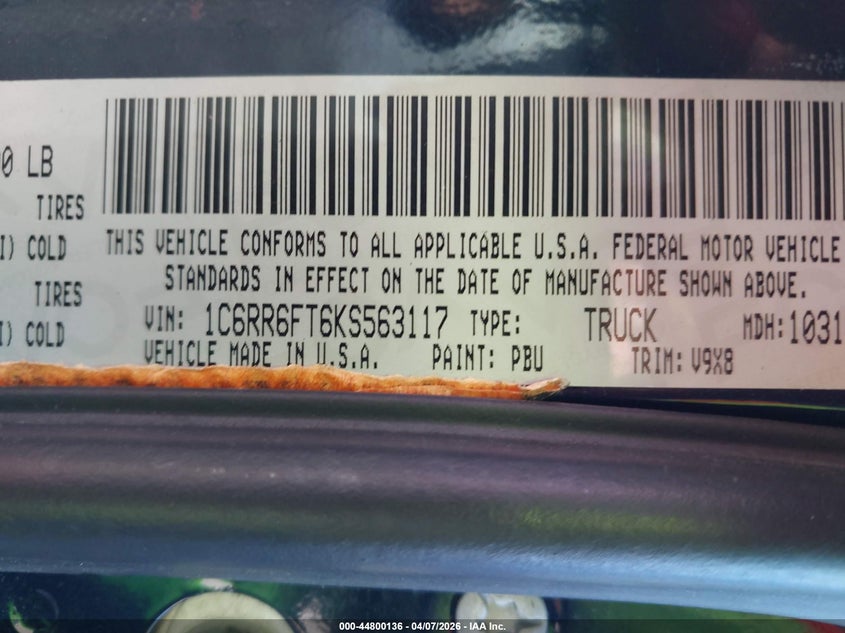 0 LB
TIRES
I) COLD
TIRES
I) COLD
THIS VEHICLE CONFORMS TO ALL APPLICABLE U.S.A. FEDERAL MOTOR VEHICLE
STANDARDS IN EFFECT ON THE DATE OF MANUFACTURE SHOWN ABOVE.
VIN: 1C6RR6FT6KS563117 TYPE: TRUCK MDH:1031
VEHICLE MADE IN U.S.A. PAINT: PBU TRIM: V9X8
000-44800136 - 04/07/2026 - IAA Inc.